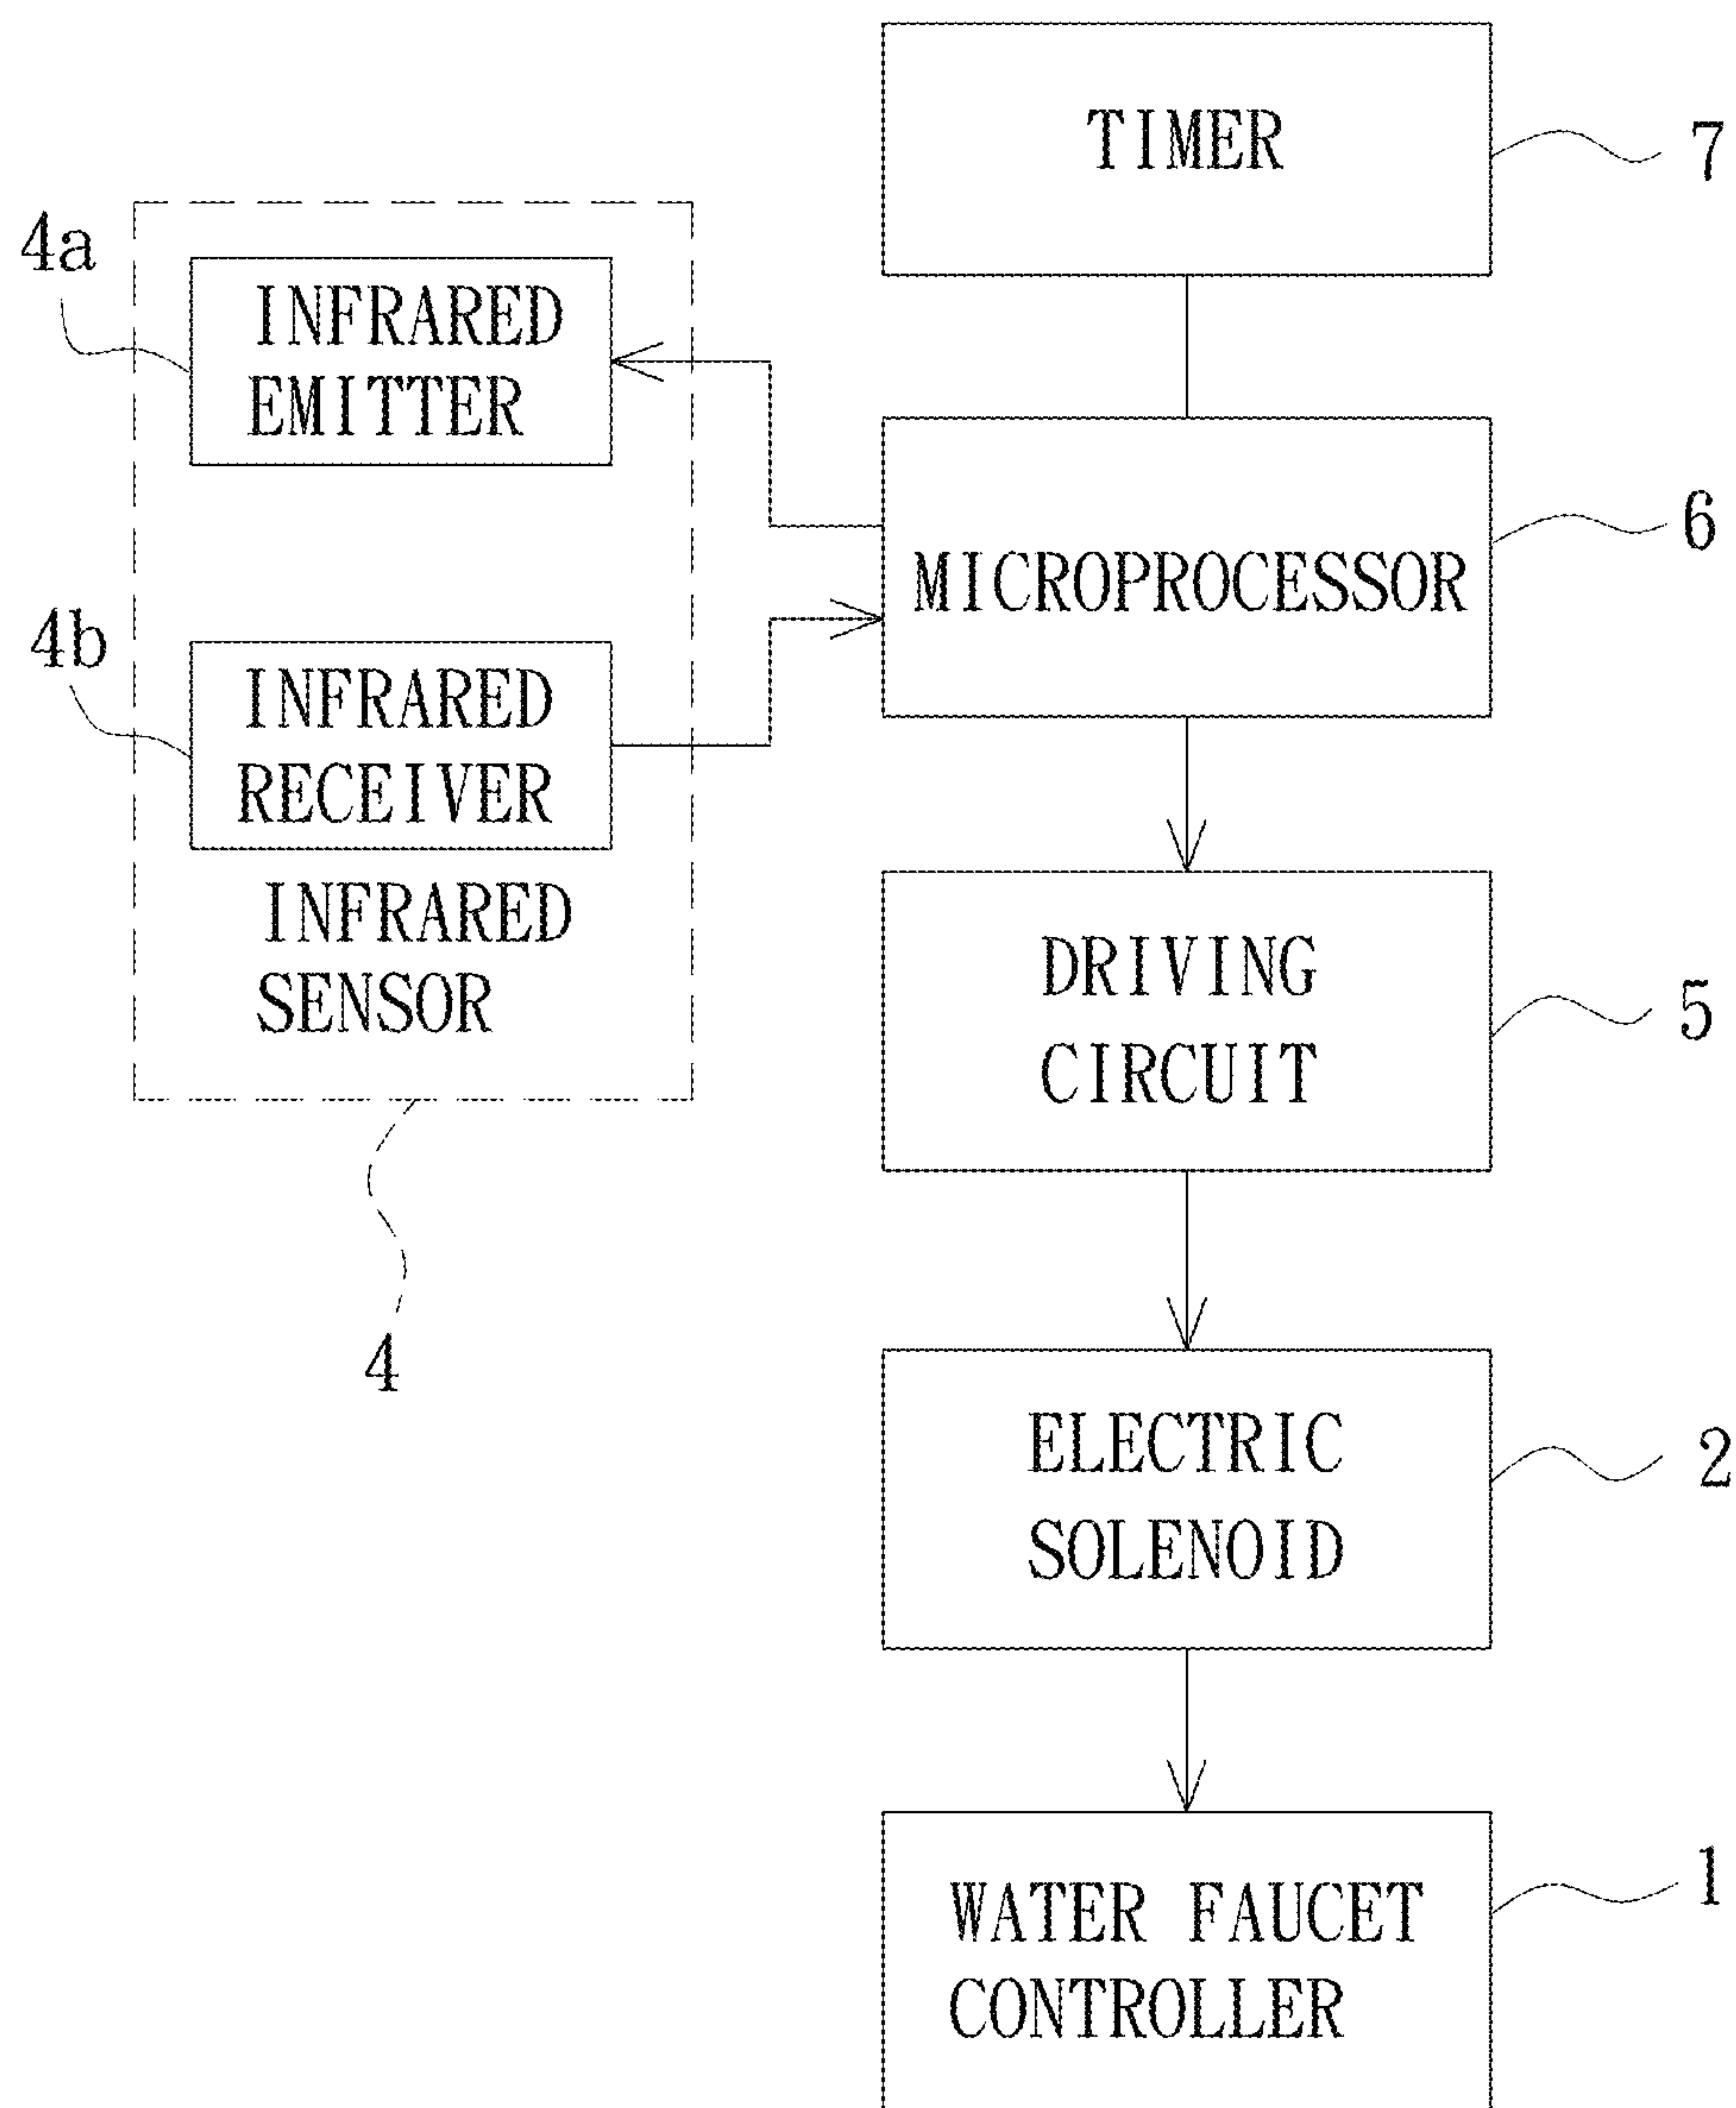 TIMER
7
4a
INFRARED
EMITTER
6
MICROPROCESSOR
4b
INFRARED
RECEIVER
INFRARED
SENSOR
4
DRIVING
CIRCUIT
5
ELECTRIC
SOLENOID
2
WATER FAUCET
CONTROLLER
1